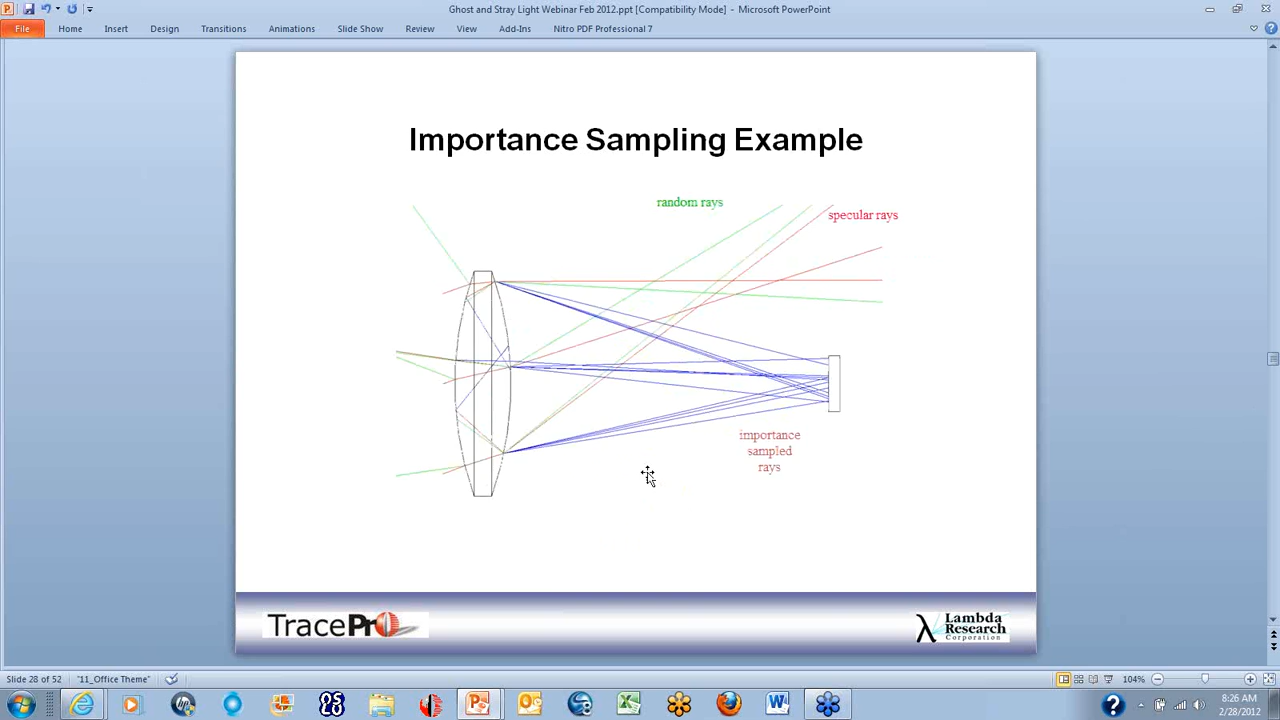 Ghost and Stray Light Webinar Feb 2012.ppt [Compatibility Mode] - Microsoft PowerPoint
File Home Insert Design Transitions Animations Slide Show Review View Add-Ins Nitro PDF Professional 7
Importance Sampling Example
random rays
specular rays
importance
sampled
rays
TracePro
Lambda
Research
Corporation
Slide 28 of 52 "11_Office Theme" 104%
8:26 AM
2/28/2012